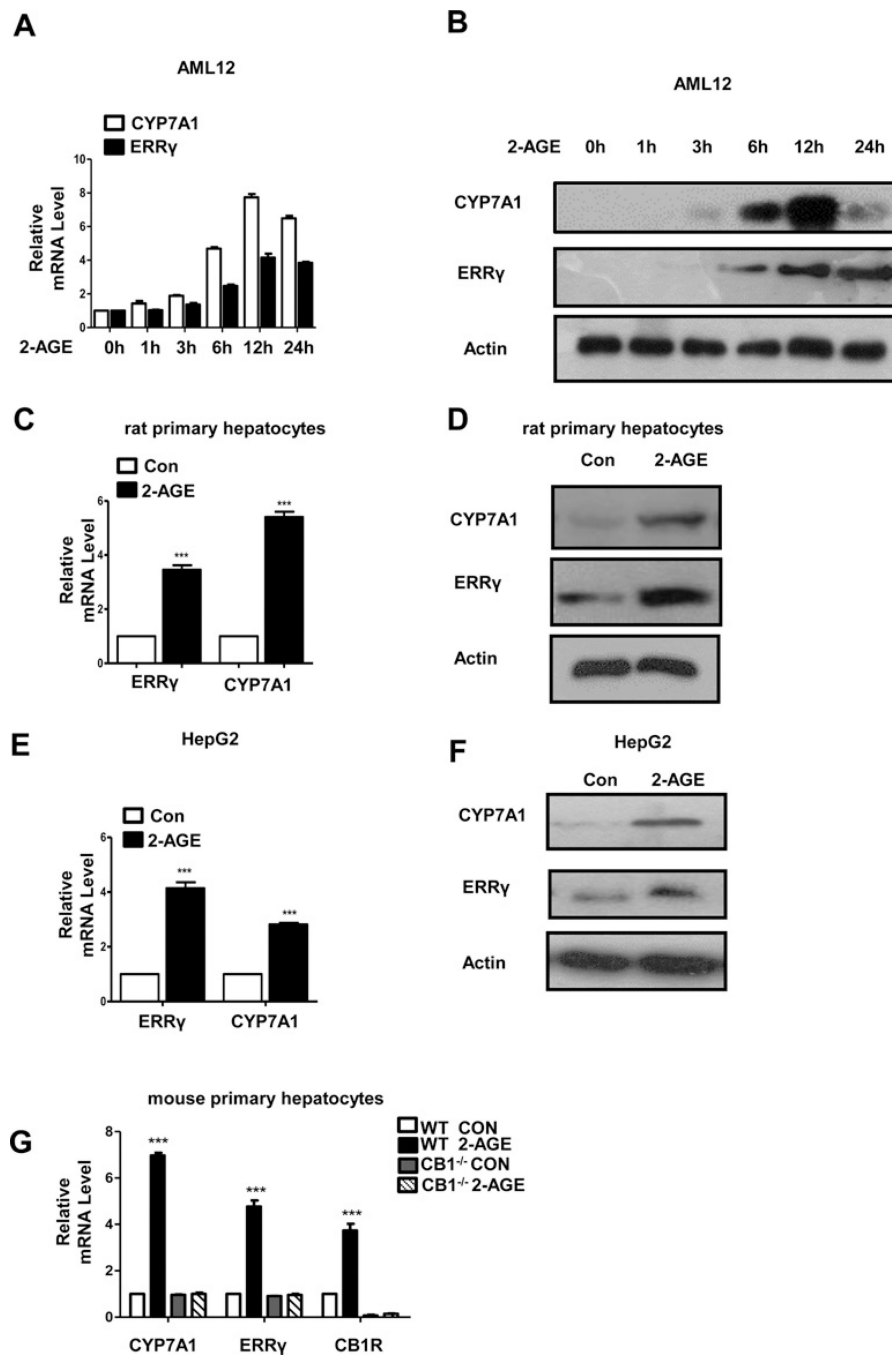 A
AML12
CYP7A1
ERRγ
Relative
mRNA Level
10
8
6
4
2
0
2-AGE 0h 1h 3h 6h 12h 24h
B
AML12
2-AGE 0h 1h 3h 6h 12h 24h
CYP7A1
ERRγ
Actin
C
rat primary hepatocytes
Con
2-AGE
Relative
mRNA Level
6
4
2
0
***
***
ERRγ CYP7A1
D
rat primary hepatocytes
Con 2-AGE
CYP7A1
ERRγ
Actin
E
HepG2
Con
2-AGE
Relative
mRNA Level
6
4
2
0
***
***
ERRγ CYP7A1
F
HepG2
Con 2-AGE
CYP7A1
ERRγ
Actin
G
mouse primary hepatocytes
WT CON
WT 2-AGE
CB1-/- CON
CB1-/- 2-AGE
Relative
mRNA Level
8
6
4
2
0
***
***
***
CYP7A1 ERRγ CB1R